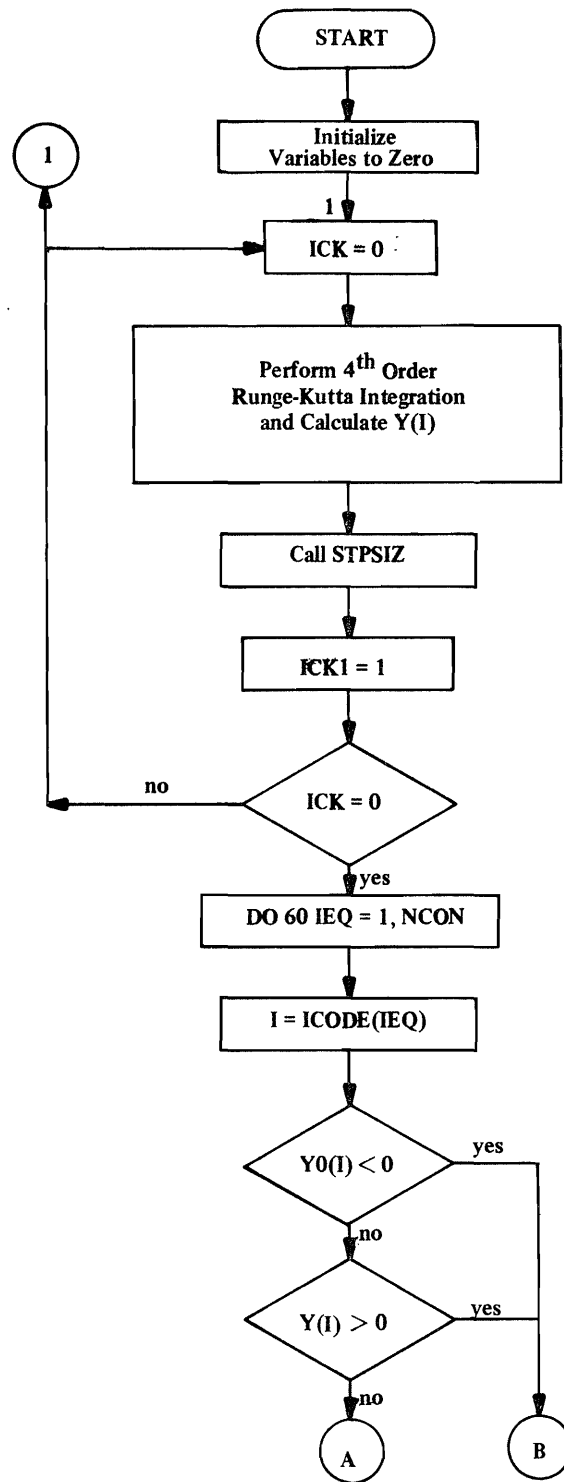 START
Initialize
Variables to Zero
1
1
ICK = 0
Perform 4th Order
Runge-Kutta Integration
and Calculate Y(I)
Call STPSIZ
ICK1 = 1
ICK = 0
no
yes
DO 60 IEQ = 1, NCON
I = ICODE(IEQ)
Y0(I) < 0
yes
no
Y(I) > 0
yes
no
A
B